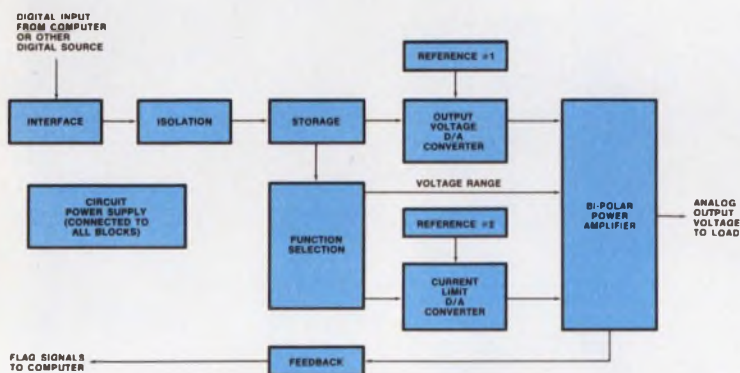 DIGITAL INPUT
FROM COMPUTER
OR OTHER
DIGITAL SOURCE
REFERENCE #1
INTERFACE
ISOLATION
STORAGE
OUTPUT
VOLTAGE
D/A
CONVERTER
CIRCUIT
POWER SUPPLY
(CONNECTED TO
ALL BLOCKS)
FUNCTION
SELECTION
VOLTAGE RANGE
REFERENCE #2
CURRENT
LIMIT
D/A
CONVERTER
BI-POLAR
POWER
AMPLIFIER
ANALOG
OUTPUT
VOLTAGE
TO LOAD
FLAG SIGNALS
TO COMPUTER
FEEDBACK